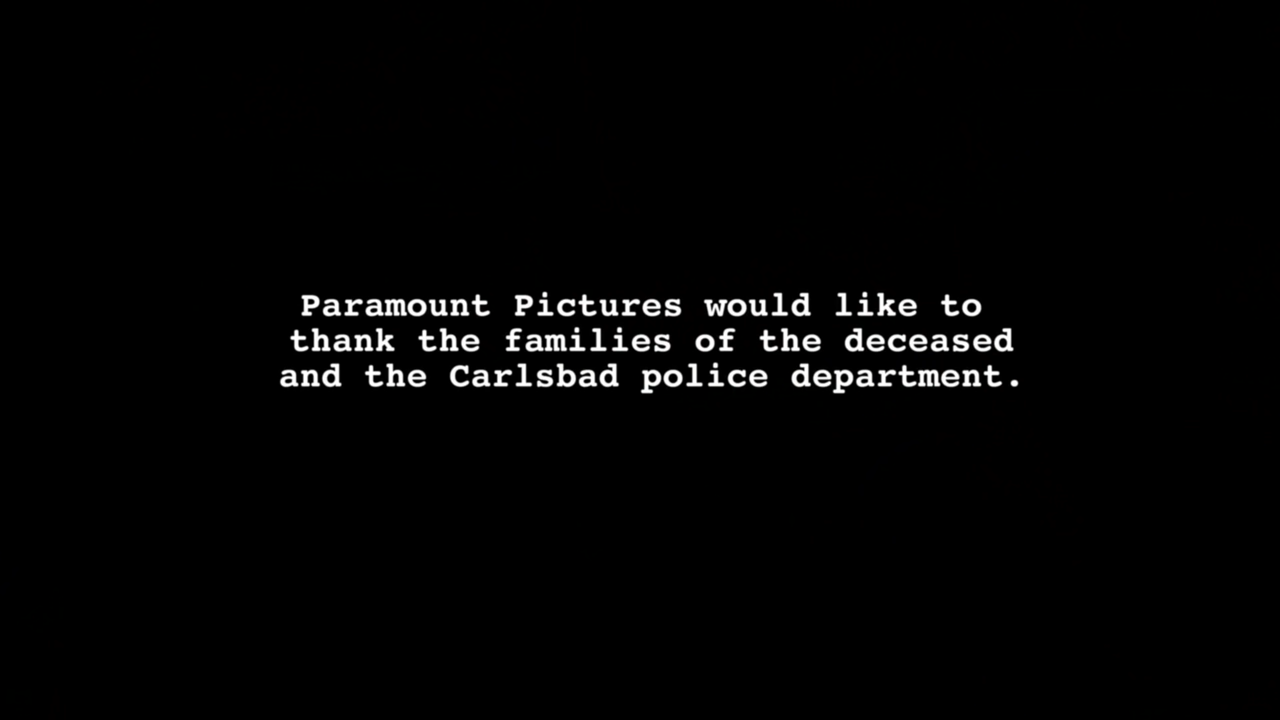 Paramount Pictures would like to
thank the families of the deceased
and the Carlsbad police department.